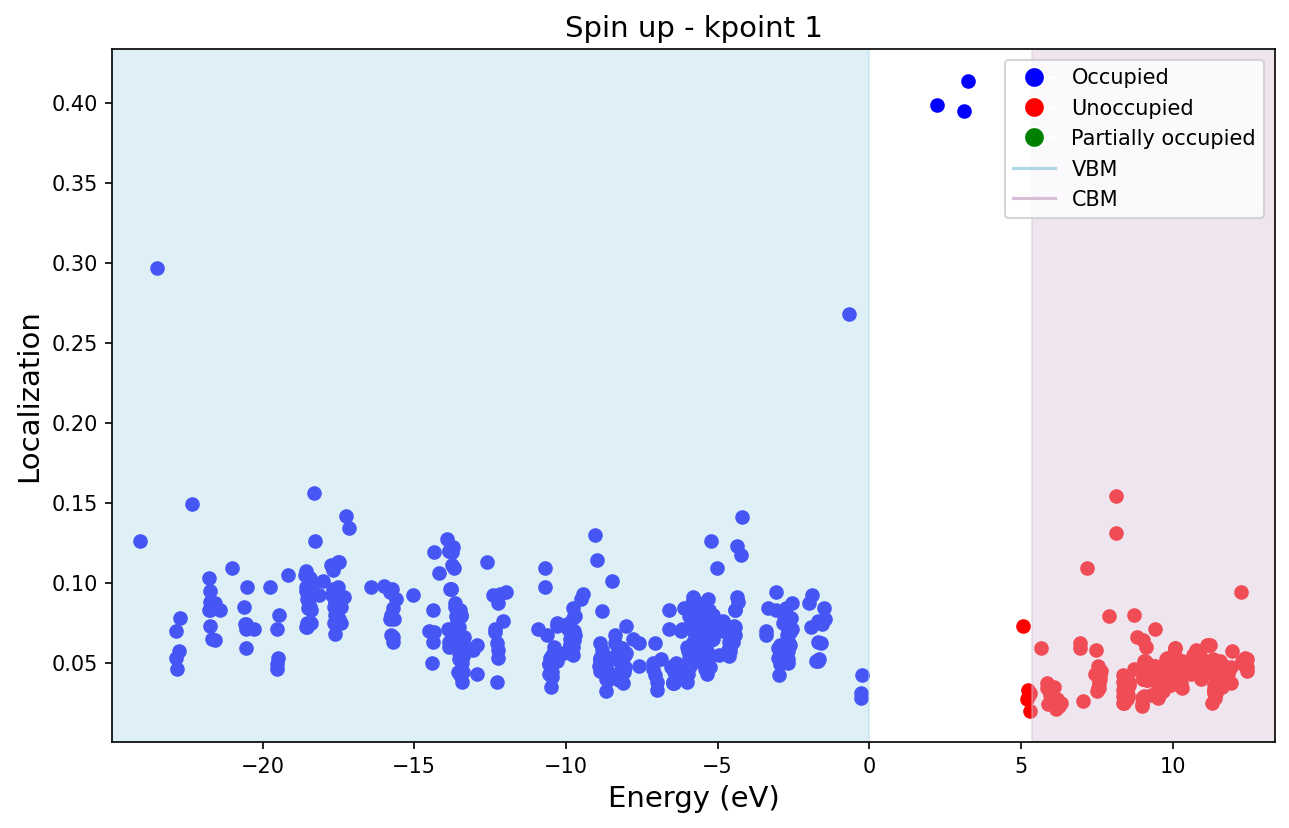 Spin up - kpoint 1
Localization
0.40
0.35
0.30
0.25
0.20
0.15
0.10
0.05
Occupied
Unoccupied
Partially occupied
VBM
CBM
−20
−15
−10
−5
0
5
10
Energy (eV)